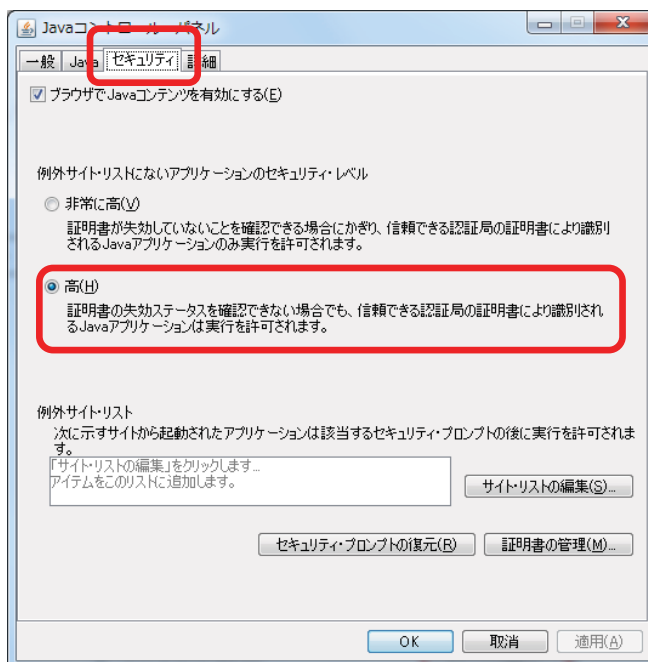 Javaコントロール・パネル
一般 Java セキュリティ 詳細
ブラウザでJavaコンテンツを有効にする(E)
例外サイト・リストにないアプリケーションのセキュリティ・レベル
非常に高(V)
証明書が失効していないことを確認できる場合にかぎり、信頼できる認証局の証明書により識別
されるJavaアプリケーションのみ実行を許可されます。
高(H)
証明書の失効ステータスを確認できない場合でも、信頼できる認証局の証明書により識別され
るJavaアプリケーションは実行を許可されます。
例外サイト・リスト
次に示すサイトから起動されたアプリケーションは該当するセキュリティ・プロンプトの後に実行を許可されま
す。
「サイト・リストの編集」をクリックします...
アイテムをこのリストに追加します。
サイト・リストの編集(S)...
セキュリティ・プロンプトの復元(R) 証明書の管理(M)...
OK 取消 適用(A)